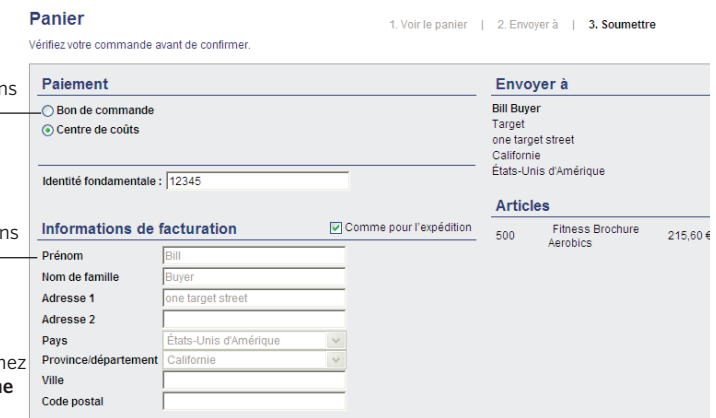 Panier
1. Voir le panier | 2. Envoyer à | 3. Soumettre
Vérifiez votre commande avant de confirmer.
ns
Paiement
Bon de commande
Centre de coûts
Identité fondamentale : 12345
ns
Informations de facturation
Comme pour l'expédition
Prénom Bill
Nom de famille Buyer
Adresse 1 one target street
Adresse 2
Pays États-Unis d'Amérique
Province/département Californie
nez
Ville
ne
Code postal
Envoyer à
Bill Buyer
Target
one target street
Californie
États-Unis d'Amérique
Articles
500 Fitness Brochure 215,60 €
Aerobics